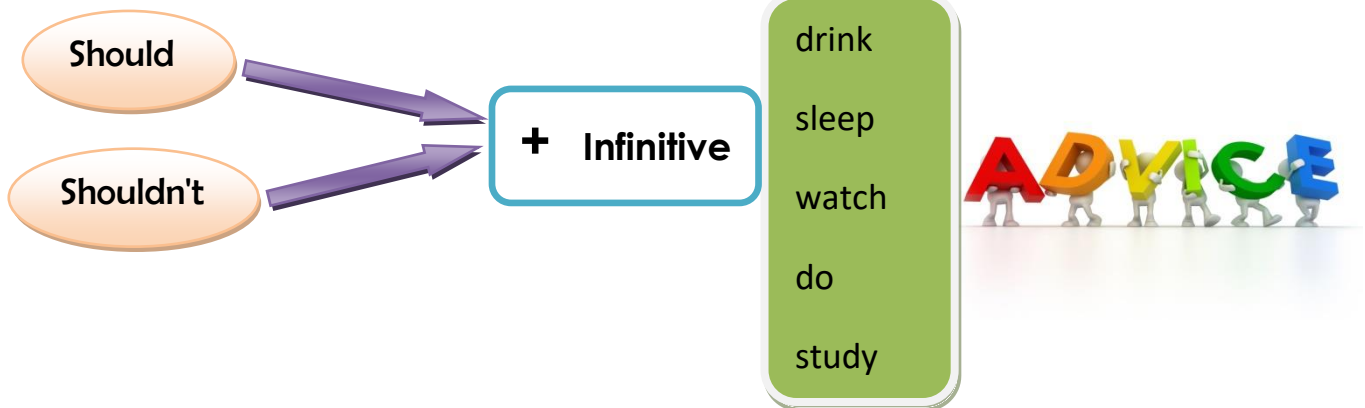 Should
Shouldn't
+ Infinitive
drink
sleep
watch
do
study
ADVICE